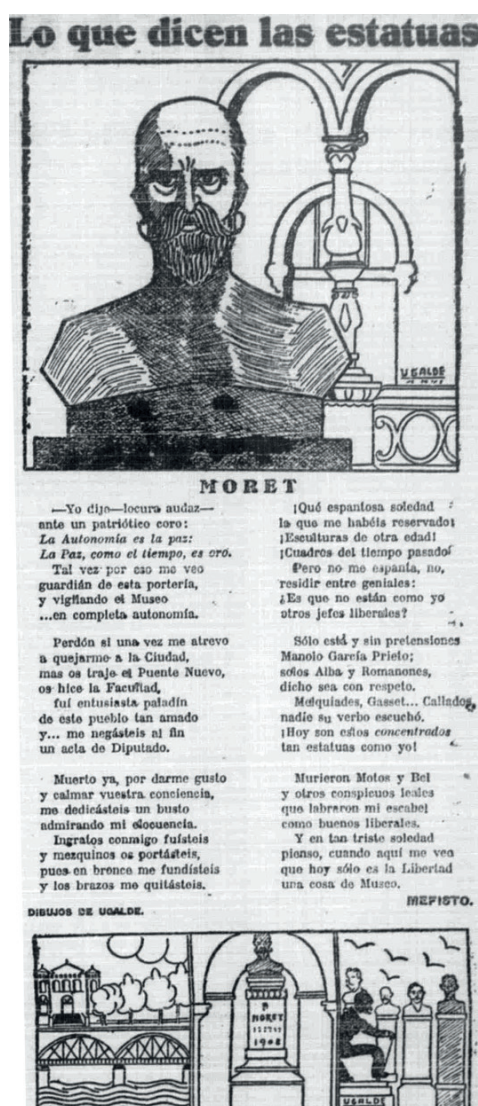 Lo que dicen las estatuas
UGALDE
MORET
—Yo dije—locura audaz—
ante un patriótico coro:
La Autonomía es la paz:
La Paz, como el tiempo, es oro.
Tal vez por eso me veo
guardián de esta portería,
y vigilando el Museo
...en completa autonomía.
Perdón si una vez me atrevo
a quejarme a la Ciudad,
mas os traje el Puente Nuevo,
os hice la Facultad,
fuí entusiasta paladín
de este pueblo tan amado
y... me negásteis al fin
un acta de Diputado.
Muerto ya, por darme gusto
y calmar vuestra conciencia,
me dedicásteis un busto
admirando mi elocuencia.
Ingratos conmigo fuísteis
y mezquinos os portásteis,
pues en bronce me fundísteis
y los brazos me quitásteis.
¡Qué espantosa soledad
la que me habéis reservado!
¡Esculturas de otra edad!
¡Cuadros del tiempo pasado!
Pero no me espanta, no,
residir entre geniales:
¿Es que no están como yo
otros jefes liberales?
Sólo está y sin pretensiones
Manolo García Prieto;
solos Alba y Romanones,
dicho sea con respeto.
Melquiades, Gasset... Callados,
nadie su verbo escuchó.
¡Hoy son estos concentrados
tan estatuas como yo!
Murieron Motos y Bel
y otros conspicuos leales
que labraron mi escabel
como buenos liberales.
Y en tan triste soledad
pienso, cuando aquí me veo
que hoy sólo es la Libertad
una cosa de Museo.
MEFISTO.
DIBUJOS DE UGALDE.
MORET
1908
UGALDE